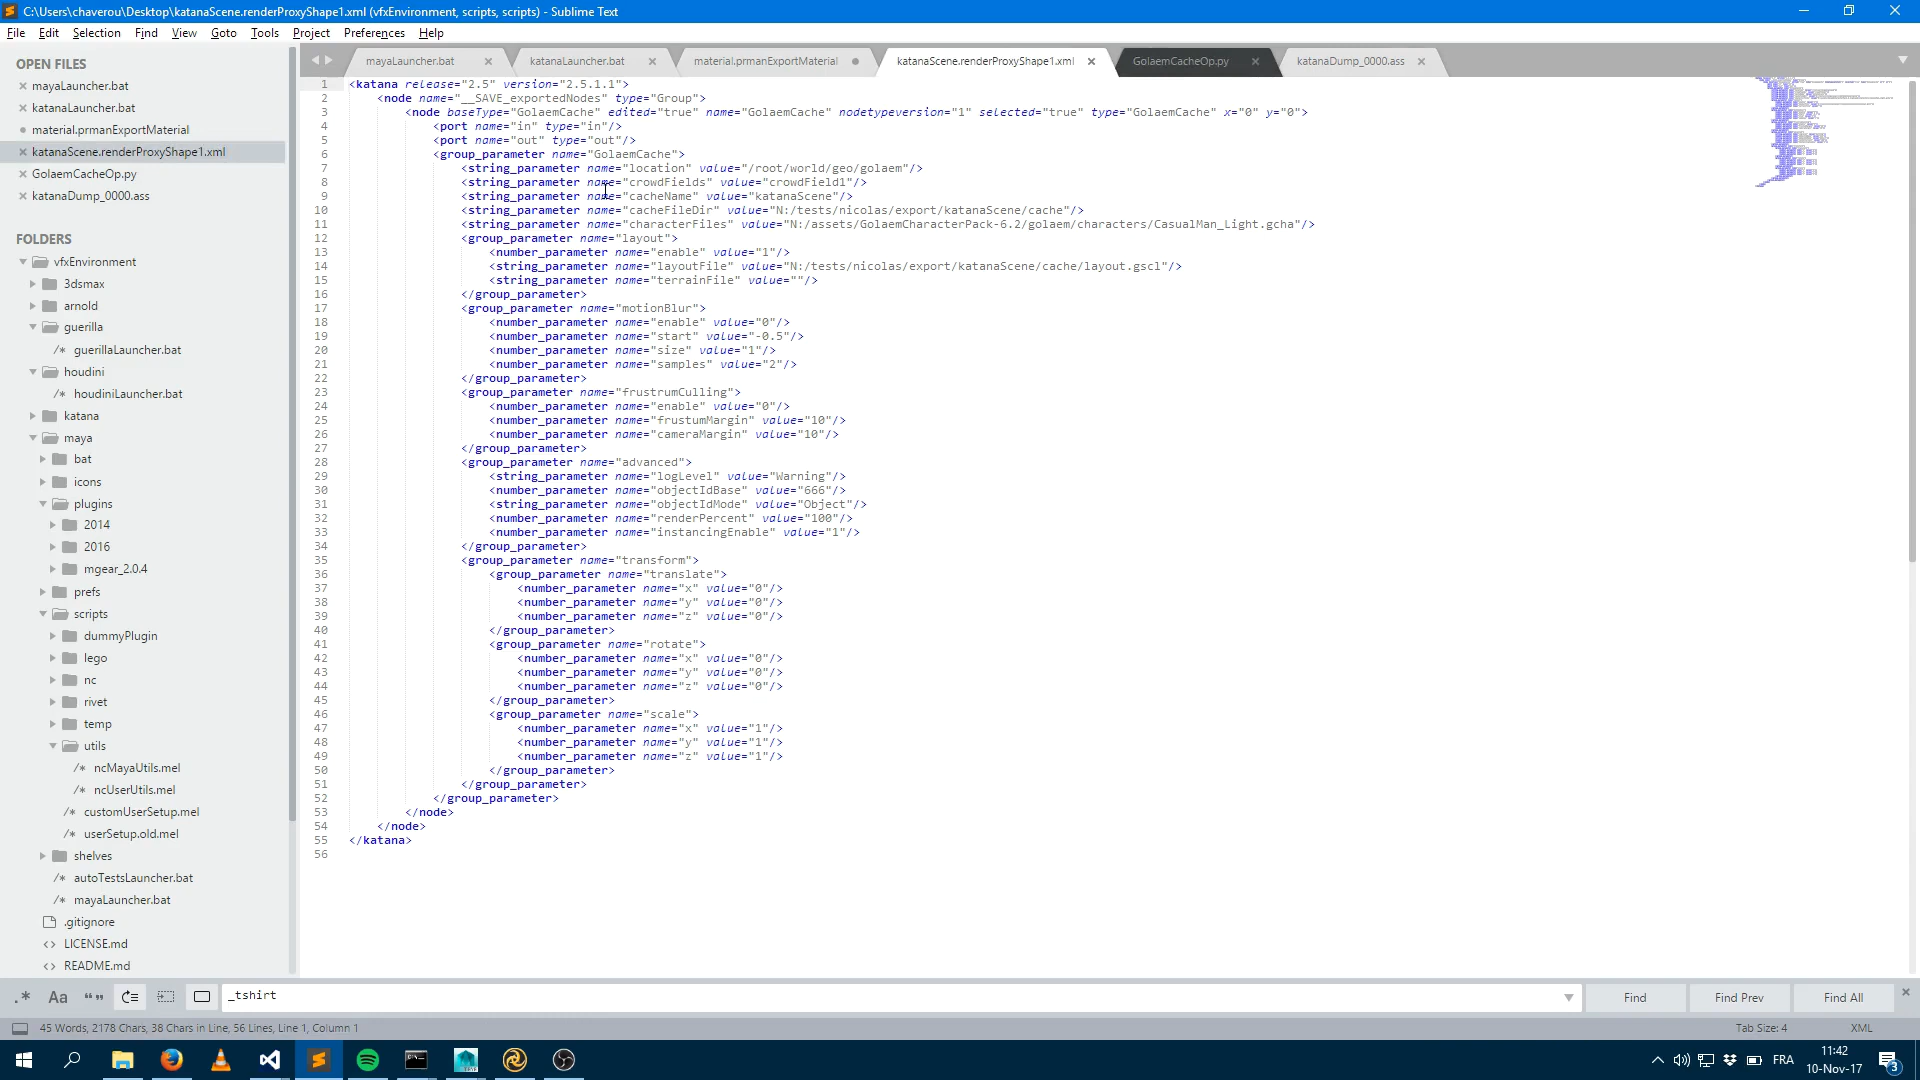 C:\Users\chaverou\Desktop\katanaScene.renderProxyShape1.xml (vfxEnvironment, scripts, scripts) - Sublime Text
File Edit Selection Find View Goto Tools Project Preferences Help
OPEN FILES
mayaLauncher.bat
katanaLauncher.bat
material.prmanExportMaterial
katanaScene.renderProxyShape1.xml
GolaemCacheOp.py
katanaDump_0000.ass
FOLDERS
vfxEnvironment
3dsmax
arnold
guerilla
/* guerillaLauncher.bat
houdini
/* houdiniLauncher.bat
katana
maya
bat
icons
plugins
2014
2016
mgear_2.0.4
prefs
scripts
dummyPlugin
lego
nc
rivet
temp
utils
/* ncMayaUtils.mel
/* ncUserUtils.mel
/* customUserSetup.mel
/* userSetup.old.mel
shelves
/* autoTestsLauncher.bat
/* mayaLauncher.bat
.gitignore
<> LICENSE.md
<> README.md
mayaLauncher.bat katanaLauncher.bat material.prmanExportMaterial katanaScene.renderProxyShape1.xml GolaemCacheOp.py katanaDump_0000.ass
1 <katana release="2.5" version="2.5.1.1">
2 <node name="__SAVE_exportedNodes" type="Group">
3 <node baseType="GolaemCache" edited="true" name="GolaemCache" nodetypeversion="1" selected="true" type="GolaemCache" x="0" y="0">
4 <port name="in" type="in"/>
5 <port name="out" type="out"/>
6 <group_parameter name="GolaemCache">
7 <string_parameter name="location" value="/root/world/geo/golaem"/>
8 <string_parameter name="crowdFields" value="crowdField1"/>
9 <string_parameter name="cacheName" value="katanaScene"/>
10 <string_parameter name="cacheFileDir" value="N:/tests/nicolas/export/katanaScene/cache"/>
11 <string_parameter name="characterFiles" value="N:/assets/GolaemCharacterPack-6.2/golaem/characters/CasualMan_Light.gcha"/>
12 <group_parameter name="layout">
13 <number_parameter name="enable" value="1"/>
14 <string_parameter name="layoutFile" value="N:/tests/nicolas/export/katanaScene/cache/layout.gscl"/>
15 <string_parameter name="terrainFile" value=""/>
16 </group_parameter>
17 <group_parameter name="motionBlur">
18 <number_parameter name="enable" value="0"/>
19 <number_parameter name="start" value="-0.5"/>
20 <number_parameter name="size" value="1"/>
21 <number_parameter name="samples" value="2"/>
22 </group_parameter>
23 <group_parameter name="frustrumCulling">
24 <number_parameter name="enable" value="0"/>
25 <number_parameter name="frustumMargin" value="10"/>
26 <number_parameter name="cameraMargin" value="10"/>
27 </group_parameter>
28 <group_parameter name="advanced">
29 <string_parameter name="logLevel" value="Warning"/>
30 <number_parameter name="objectIdBase" value="666"/>
31 <string_parameter name="objectIdMode" value="Object"/>
32 <number_parameter name="renderPercent" value="100"/>
33 <number_parameter name="instancingEnable" value="1"/>
34 </group_parameter>
35 <group_parameter name="transform">
36 <group_parameter name="translate">
37 <number_parameter name="x" value="0"/>
38 <number_parameter name="y" value="0"/>
39 <number_parameter name="z" value="0"/>
40 </group_parameter>
41 <group_parameter name="rotate">
42 <number_parameter name="x" value="0"/>
43 <number_parameter name="y" value="0"/>
44 <number_parameter name="z" value="0"/>
45 </group_parameter>
46 <group_parameter name="scale">
47 <number_parameter name="x" value="1"/>
48 <number_parameter name="y" value="1"/>
49 <number_parameter name="z" value="1"/>
50 </group_parameter>
51 </group_parameter>
52 </group_parameter>
53 </node>
54 </node>
55 </katana>
56
.* Aa “” _tshirt Find Find Prev Find All
45 Words, 2178 Chars, 38 Chars in Line, 56 Lines, Line 1, Column 1 Tab Size: 4 XML
FRA 11:42
10-Nov-17 3